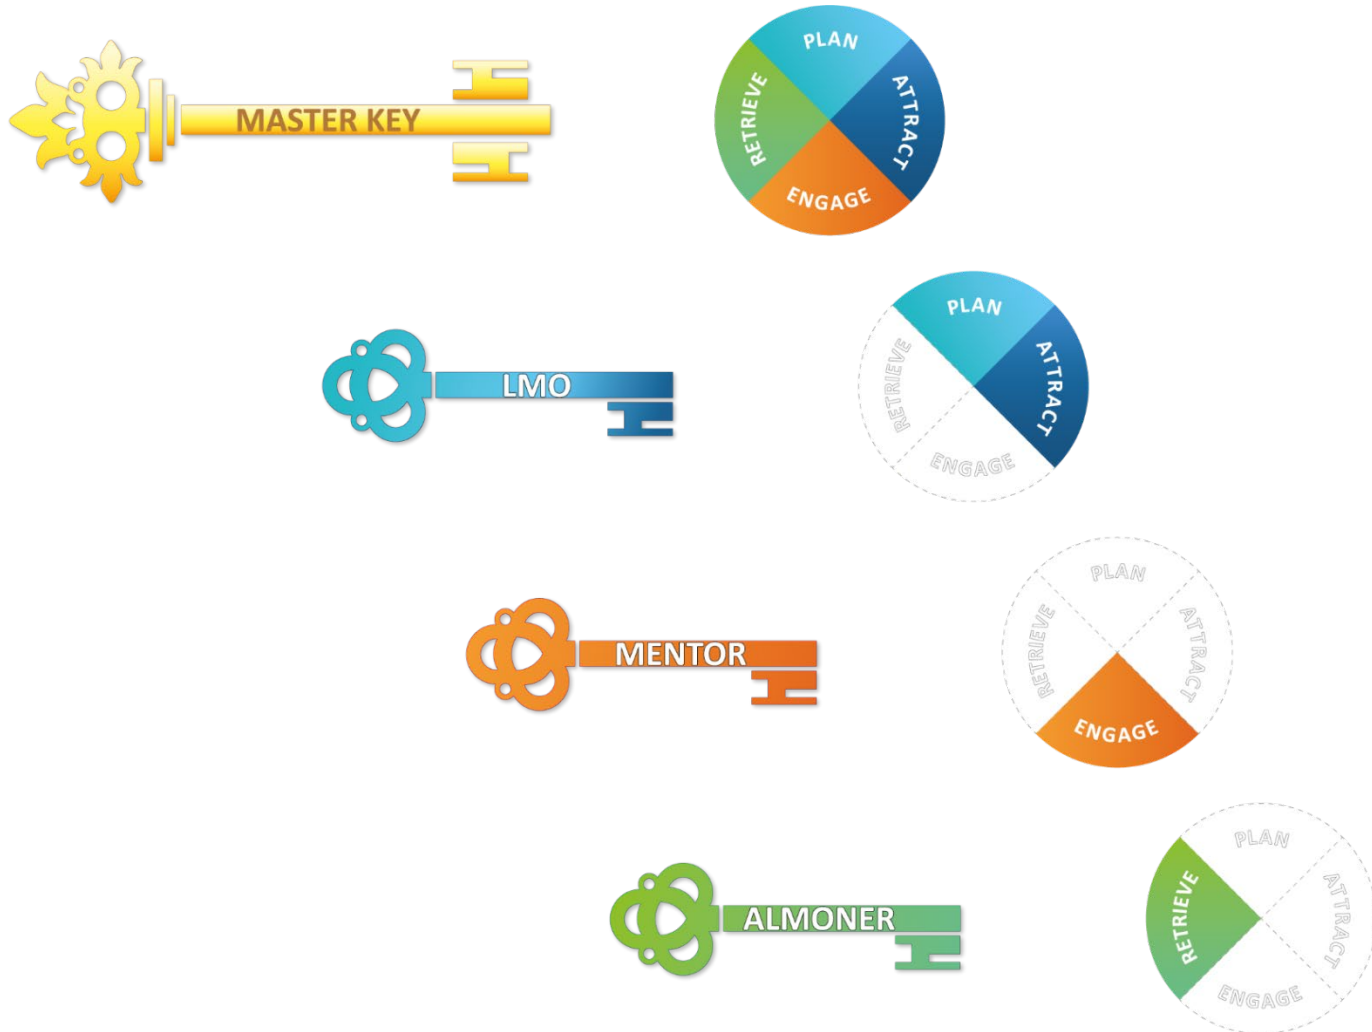 MASTER KEY
PLAN
ATTRACT
ENGAGE
RETRIEVE
LMO
PLAN
ATTRACT
ENGAGE
RETRIEVE
MENTOR
PLAN
ATTRACT
ENGAGE
RETRIEVE
ALMONER
PLAN
ATTRACT
ENGAGE
RETRIEVE